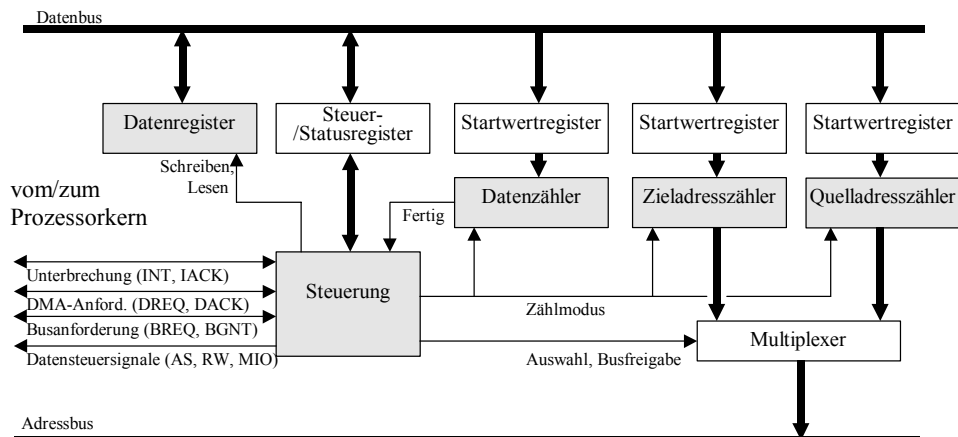 Datenbus
Datenregister
Steuer-
/Statusregister
Startwertregister
Startwertregister
Startwertregister
Schreiben,
Lesen
vom/zum
Prozessorkern
Fertig
Datenzähler
Zieladresszähler
Quelladresszähler
Unterbrechung (INT, IACK)
DMA-Anford. (DREQ, DACK)
Busanforderung (BREQ, BGNT)
Datensteuersignale (AS, RW, MIO)
Steuerung
Zählmodus
Auswahl, Busfreigabe
Multiplexer
Adressbus